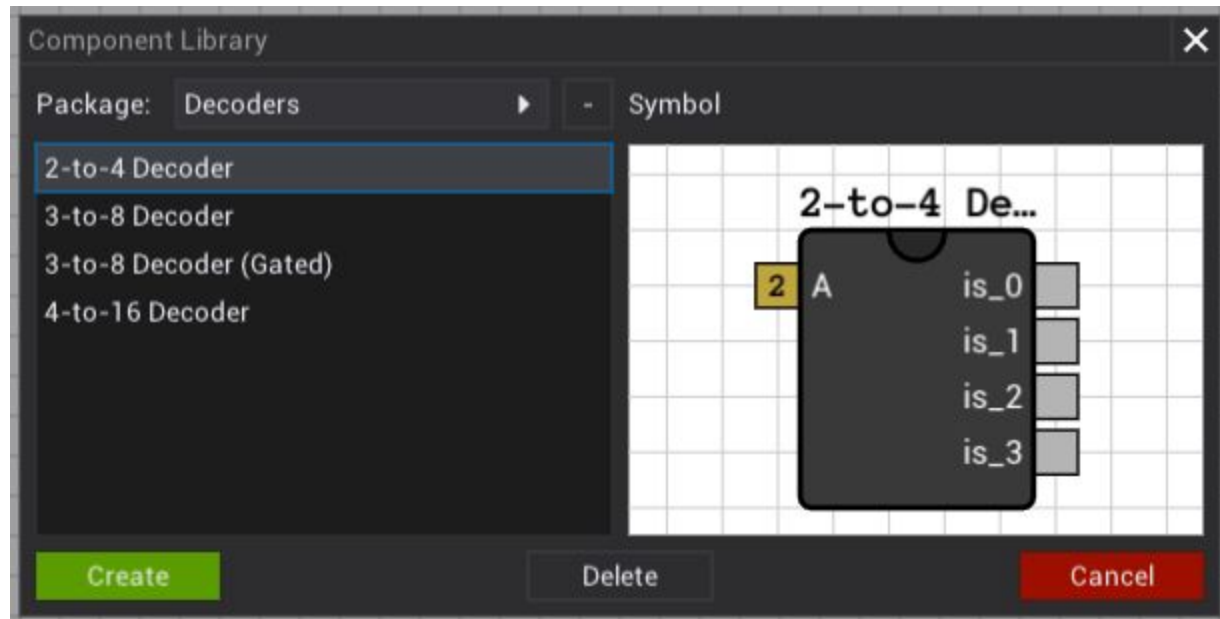 Component Library
Package: Decoders - Symbol
2-to-4 Decoder
3-to-8 Decoder
3-to-8 Decoder (Gated)
4-to-16 Decoder
2-to-4 De...
2 A is_0
is_1
is_2
is_3
Create Delete Cancel